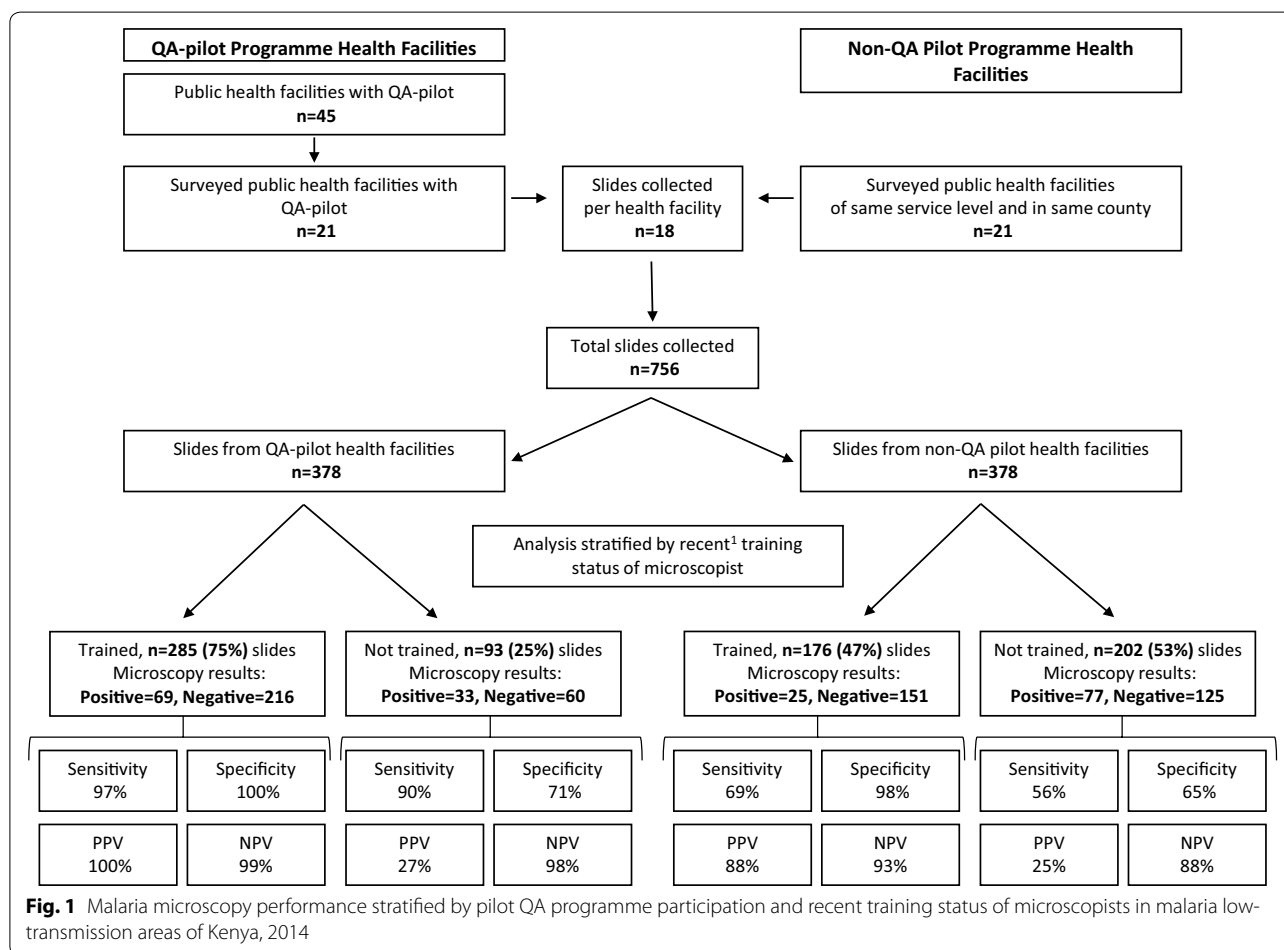 QA-pilot Programme Health Facilities
Non-QA Pilot Programme Health
Facilities
Public health facilities with QA-pilot
n=45
Surveyed public health facilities with
QA-pilot
n=21
Slides collected
per health facility
n=18
Surveyed public health facilities
of same service level and in same county
n=21
Total slides collected
n=756
Slides from QA-pilot health facilities
n=378
Slides from non-QA pilot health facilities
n=378
Analysis stratified by recent¹ training
status of microscopist
Trained, n=285 (75%) slides
Microscopy results:
Positive=69, Negative=216
Not trained, n=93 (25%) slides
Microscopy results:
Positive=33, Negative=60
Trained, n=176 (47%) slides
Microscopy results:
Positive=25, Negative=151
Not trained, n=202 (53%) slides
Microscopy results:
Positive=77, Negative=125
Sensitivity
97%
Specificity
100%
Sensitivity
90%
Specificity
71%
Sensitivity
69%
Specificity
98%
Sensitivity
56%
Specificity
65%
PPV
100%
NPV
99%
PPV
27%
NPV
98%
PPV
88%
NPV
93%
PPV
25%
NPV
88%
Fig. 1 Malaria microscopy performance stratified by pilot QA programme participation and recent training status of microscopists in malaria low-
transmission areas of Kenya, 2014